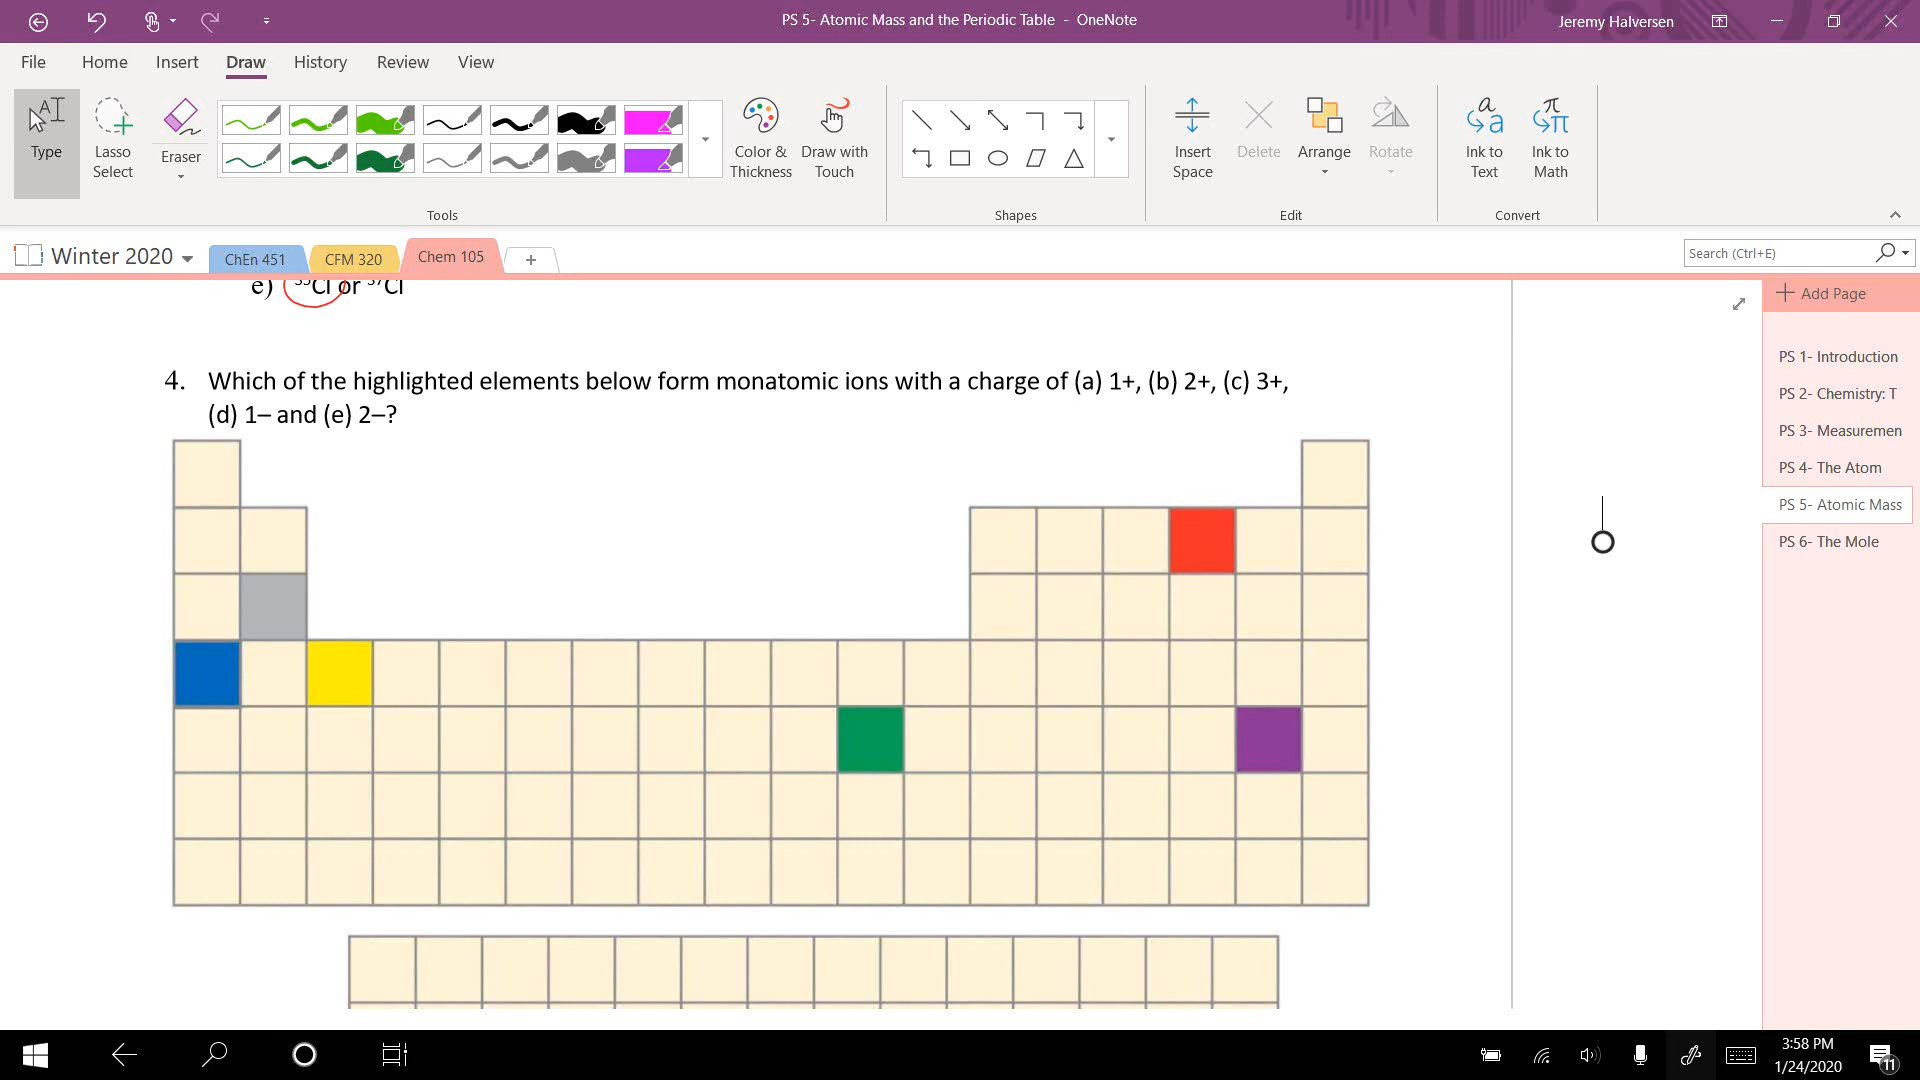 PS 5- Atomic Mass and the Periodic Table - OneNote
Jeremy Halversen
File Home Insert Draw History Review View
Type
Lasso Select
Eraser
Color & Thickness
Draw with Touch
Insert Space
Delete
Arrange
Rotate
Ink to Text
Ink to Math
Tools
Shapes
Edit
Convert
Winter 2020
ChEn 451
CFM 320
Chem 105
Search (Ctrl+E)
Add Page
e) ³⁵Cl or ³⁷Cl
PS 1- Introduction
PS 2- Chemistry: T
PS 3- Measuremen
PS 4- The Atom
PS 5- Atomic Mass
PS 6- The Mole
4. Which of the highlighted elements below form monatomic ions with a charge of (a) 1+, (b) 2+, (c) 3+,
(d) 1– and (e) 2–?
3:58 PM
1/24/2020
11